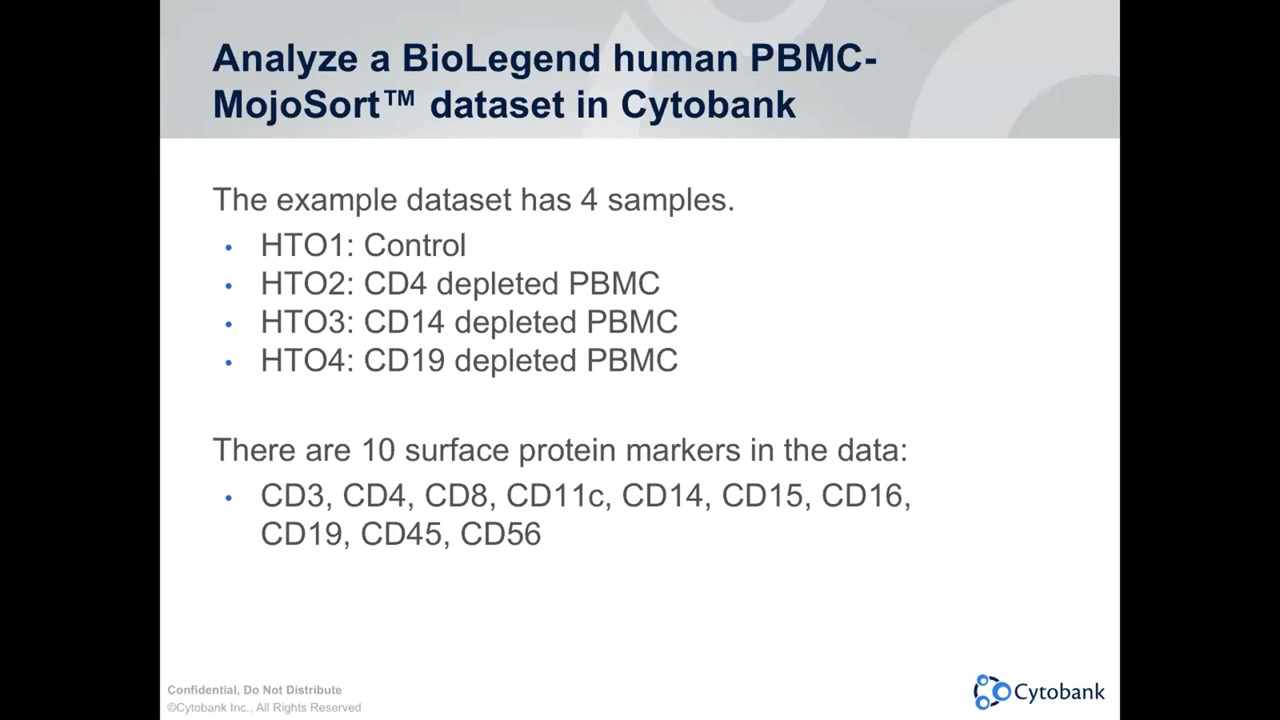 Analyze a BioLegend human PBMC-
MojoSort™ dataset in Cytobank
The example dataset has 4 samples.
• HTO1: Control
• HTO2: CD4 depleted PBMC
• HTO3: CD14 depleted PBMC
• HTO4: CD19 depleted PBMC
There are 10 surface protein markers in the data:
• CD3, CD4, CD8, CD11c, CD14, CD15, CD16,
CD19, CD45, CD56
Confidential, Do Not Distribute
©Cytobank Inc., All Rights Reserved
Cytobank